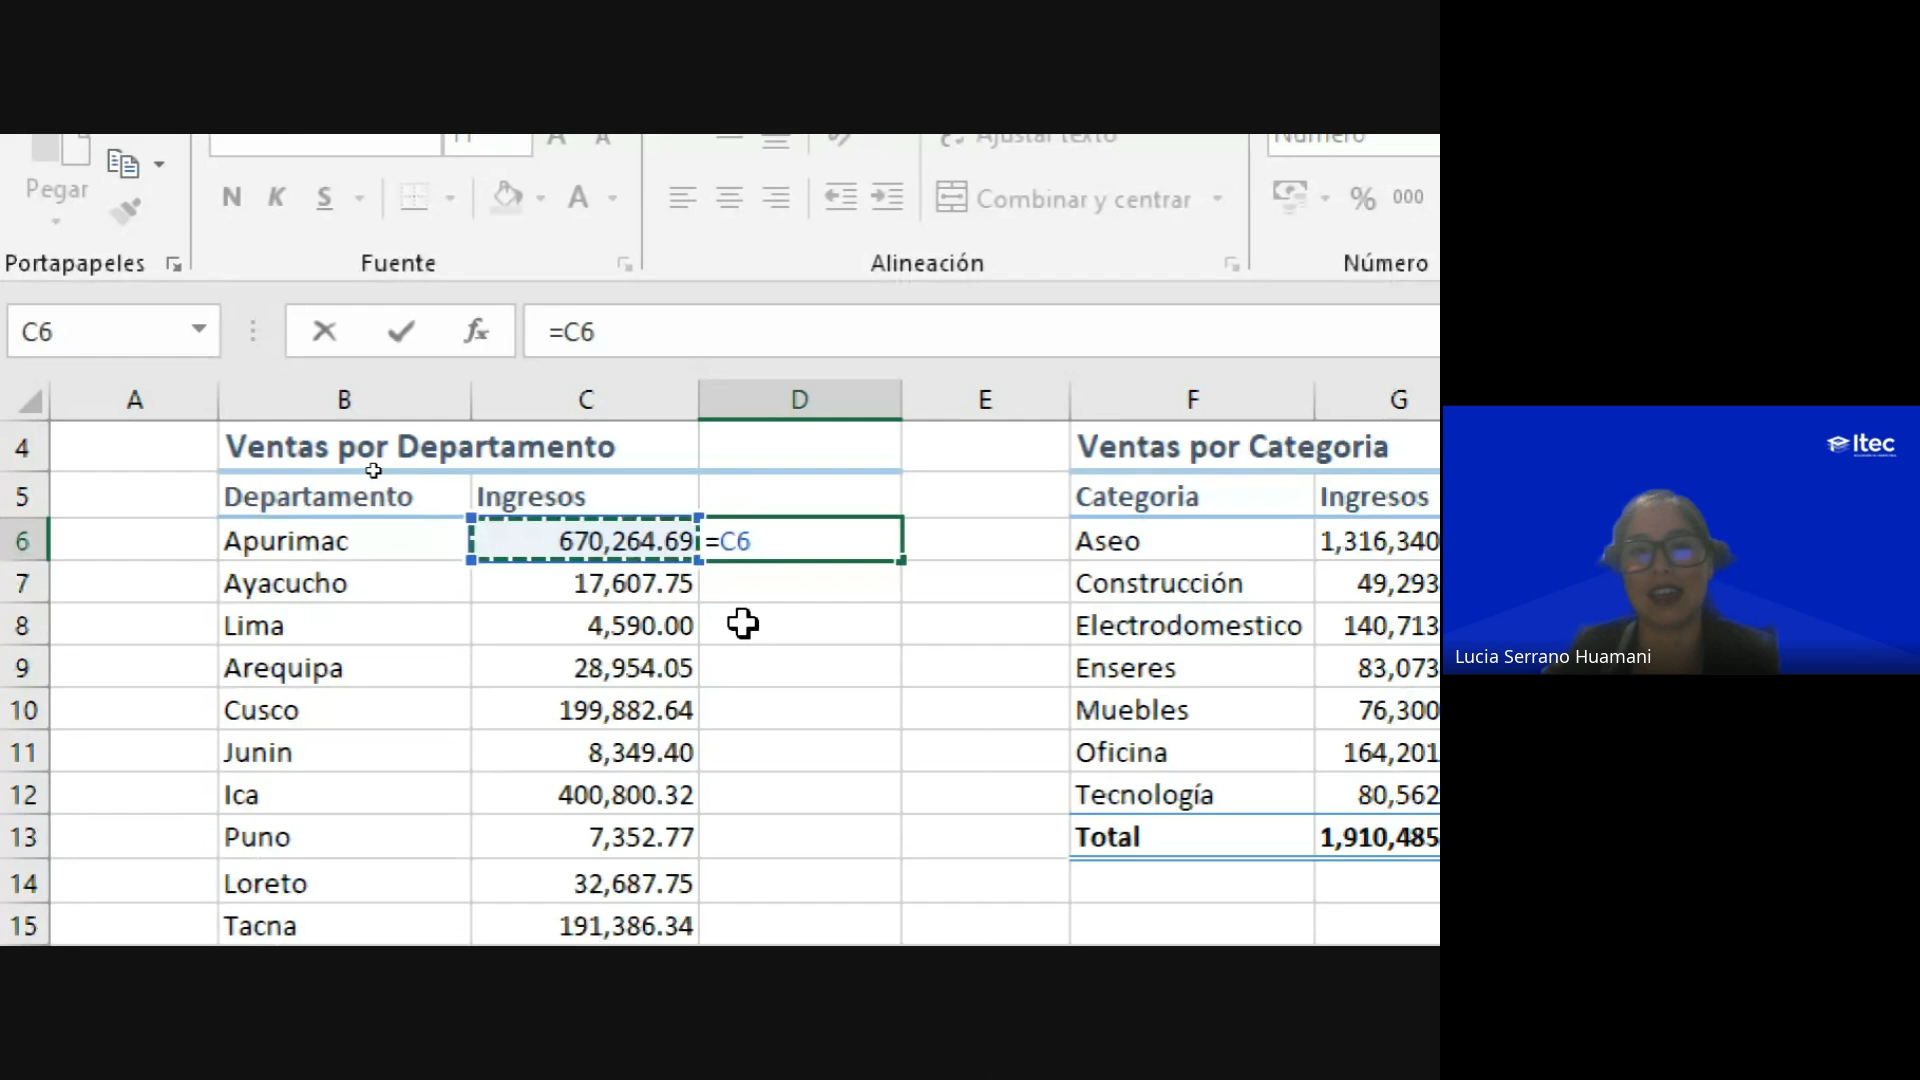 11 A A Ajustar texto Número
Pegar N K S A Combinar y centrar % 000
Portapapeles Fuente Alineación Número
C6 fx =C6
A B C D E F G
4 Ventas por Departamento Ventas por Categoria
5 Departamento Ingresos Categoria Ingresos
6 Apurimac 670,264.69 =C6 Aseo 1,316,340
7 Ayacucho 17,607.75 Construcción 49,293
8 Lima 4,590.00 Electrodomestico 140,713
9 Arequipa 28,954.05 Enseres 83,073
10 Cusco 199,882.64 Muebles 76,300
11 Junin 8,349.40 Oficina 164,201
12 Ica 400,800.32 Tecnología 80,562
13 Puno 7,352.77 Total 1,910,485
14 Loreto 32,687.75
15 Tacna 191,386.34
Itec
Lucia Serrano Huamani